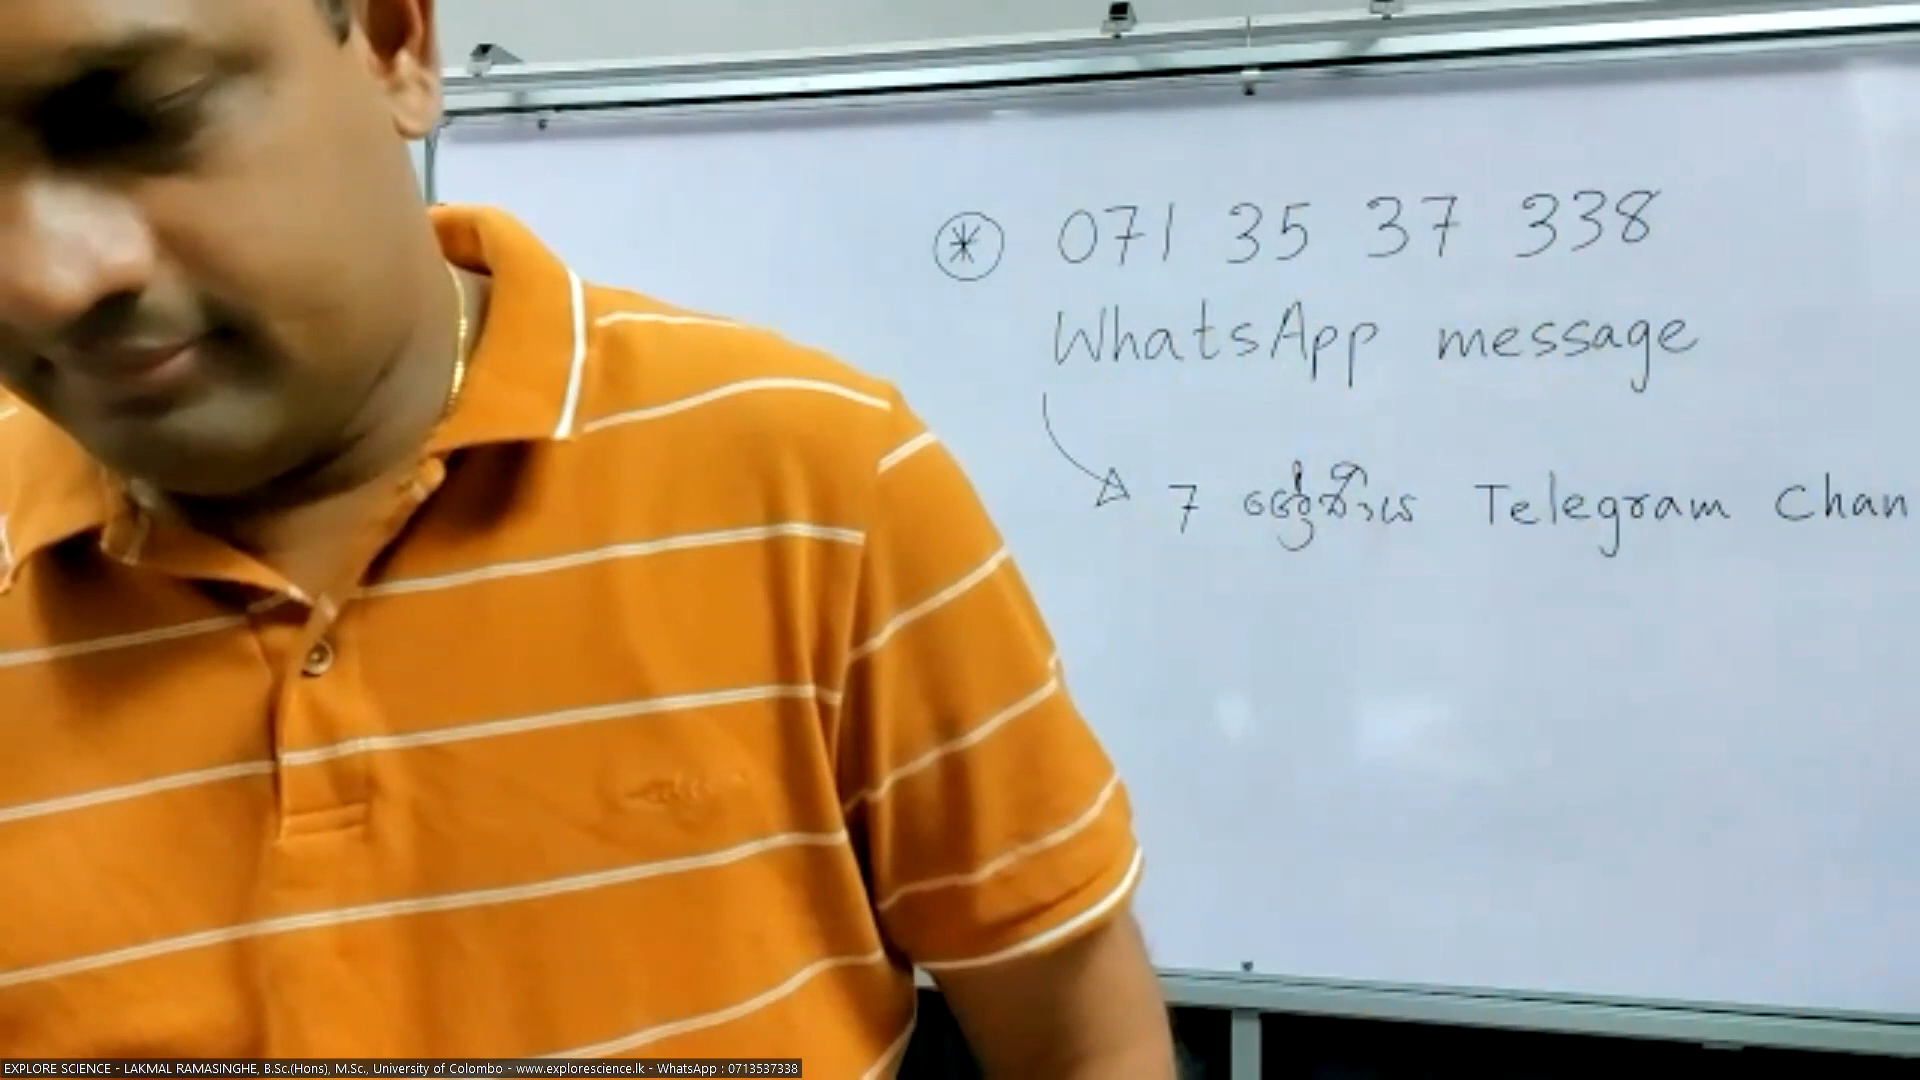 * 071 35 37 338
WhatsApp message
7 ශ්‍රේණිය Telegram Chan
EXPLORE SCIENCE - LAKMAL RAMASINGHE, B.Sc.(Hons), M.Sc., University of Colombo - www.explorescience.lk - WhatsApp : 0713537338